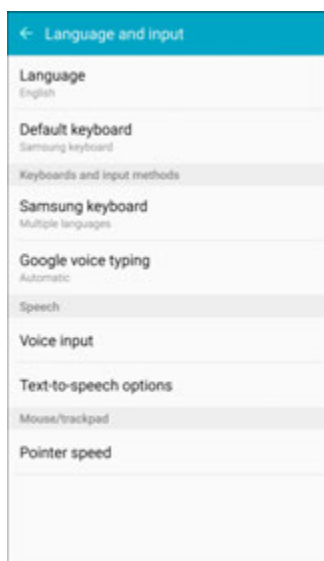 Language and input
Language
English
Default keyboard
Samsung keyboard
Keyboards and input methods
Samsung keyboard
Multiple languages
Google voice typing
Automatic
Speech
Voice input
Text-to-speech options
Mouse/trackpad
Pointer speed